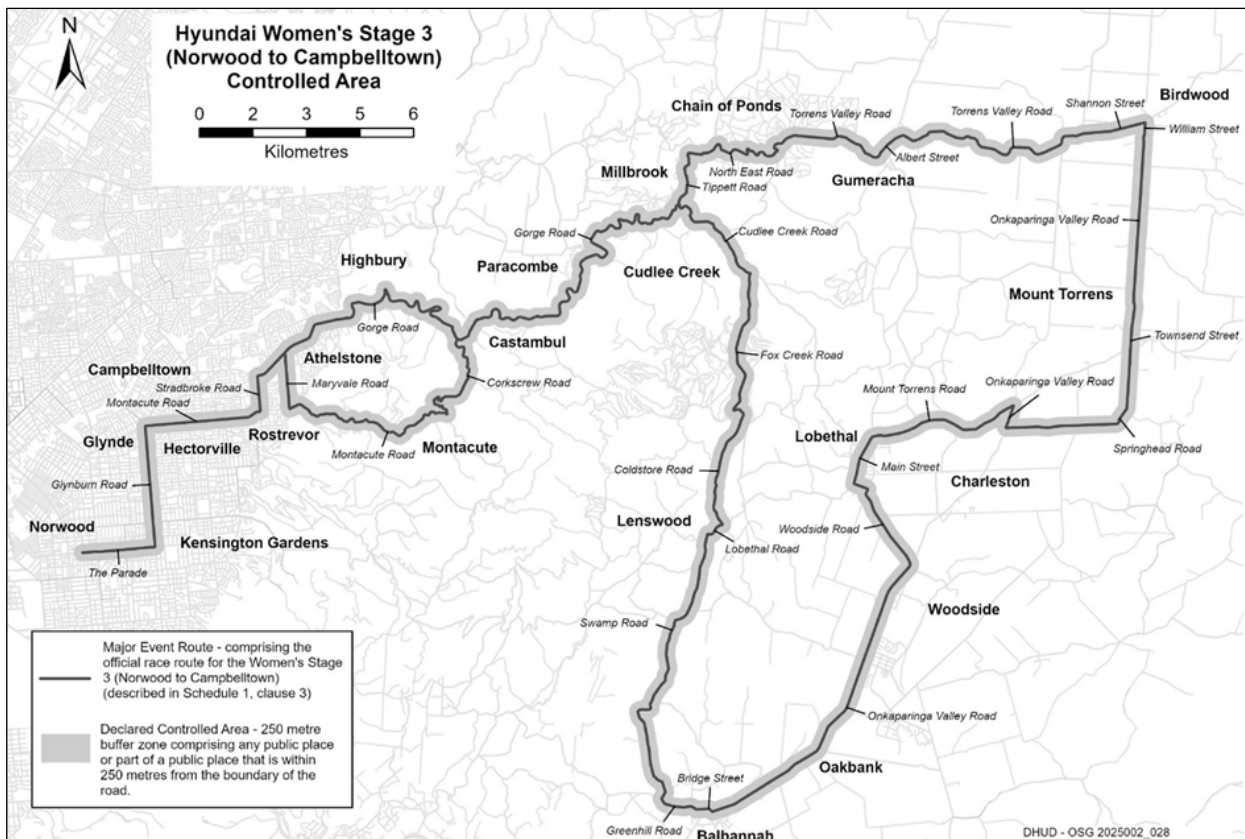 N
Hyundai Women's Stage 3
(Norwood to Campbelltown)
Controlled Area
0 2 3 5 6
Kilometres
Birdwood
Shannon Street
William Street
Chain of Ponds
Torrens Valley Road
Torrens Valley Road
Albert Street
North East Road
Gumeracha
Millbrook
Tippett Road
Onkaparinga Valley Road
Gorge Road
Cudlee Creek Road
Highbury
Paracombe
Cudlee Creek
Mount Torrens
Gorge Road
Townsend Street
Castambul
Athelstone
Fox Creek Road
Campbelltown
Stradbroke Road
Maryvale Road
Corkscrew Road
Mount Torrens Road
Onkaparinga Valley Road
Montacute Road
Glynde
Hectorville
Rostrevor
Montacute Road
Montacute
Lobethal
Springhead Road
Main Street
Coldstore Road
Charleston
Glynburn Road
Norwood
Lenswood
Woodside Road
Kensington Gardens
Lobethal Road
The Parade
Woodside
Swamp Road
Major Event Route - comprising the
official race route for the Women's Stage
3 (Norwood to Campbelltown)
(described in Schedule 1, clause 3)
Declared Controlled Area - 250 metre
buffer zone comprising any public place
or part of a public place that is within
250 metres from the boundary of the
road.
Onkaparinga Valley Road
Oakbank
Bridge Street
Greenhill Road
Balhannah
DHUD - OSG 2025002_028